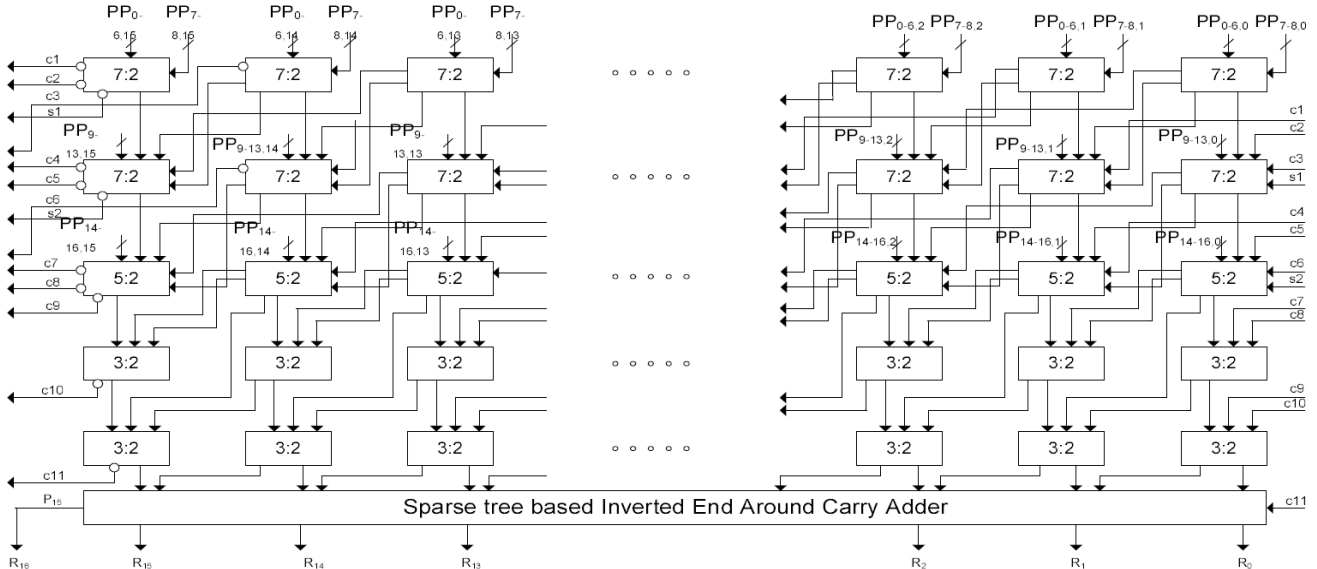 PP0- PP7- PP0- PP7- PP0- PP7-
6,15 8,15 6,14 8,14 6,13 8,13 PP0-6,2 PP7-8,2 PP0-6,1 PP7-8,1 PP0-6,0 PP7-8,0
c1
7:2 7:2 7:2 7:2 7:2 7:2
c2
c3
s1 c1
PP9- PP9-13,14 PP9- PP9-13,2 PP9-13,1 PP9-13,0 c2
13,15 13,13
c4 c3
7:2 7:2 7:2 7:2 7:2 7:2
c5 s1
c6
s2 c4
PP14- PP14- PP14- PP14-16,2 PP14-16,1 PP14-16,0 c5
16,15 16,14 16,13
c7 c6
5:2 5:2 5:2 5:2 5:2 5:2
c8 s2
c9 c7
c8
3:2 3:2 3:2 3:2 3:2 3:2
c10 c9
c10
3:2 3:2 3:2 3:2 3:2 3:2
c11
P15 Sparse tree based Inverted End Around Carry Adder c11
R16 R15 R14 R13 R2 R1 R0